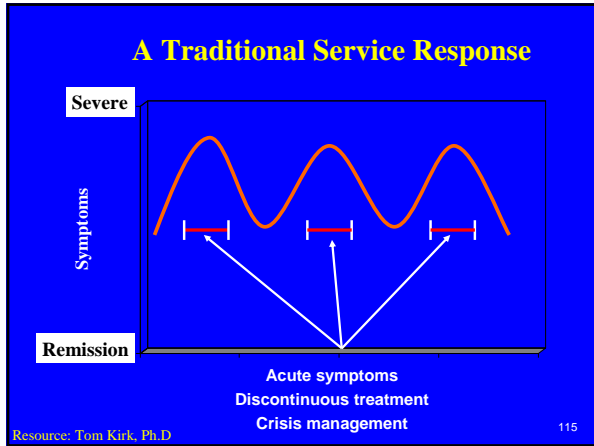 A Traditional Service Response
Severe
Symptoms
Remission
Acute symptoms
Discontinuous treatment
Crisis management
Resource: Tom Kirk, Ph.D
115